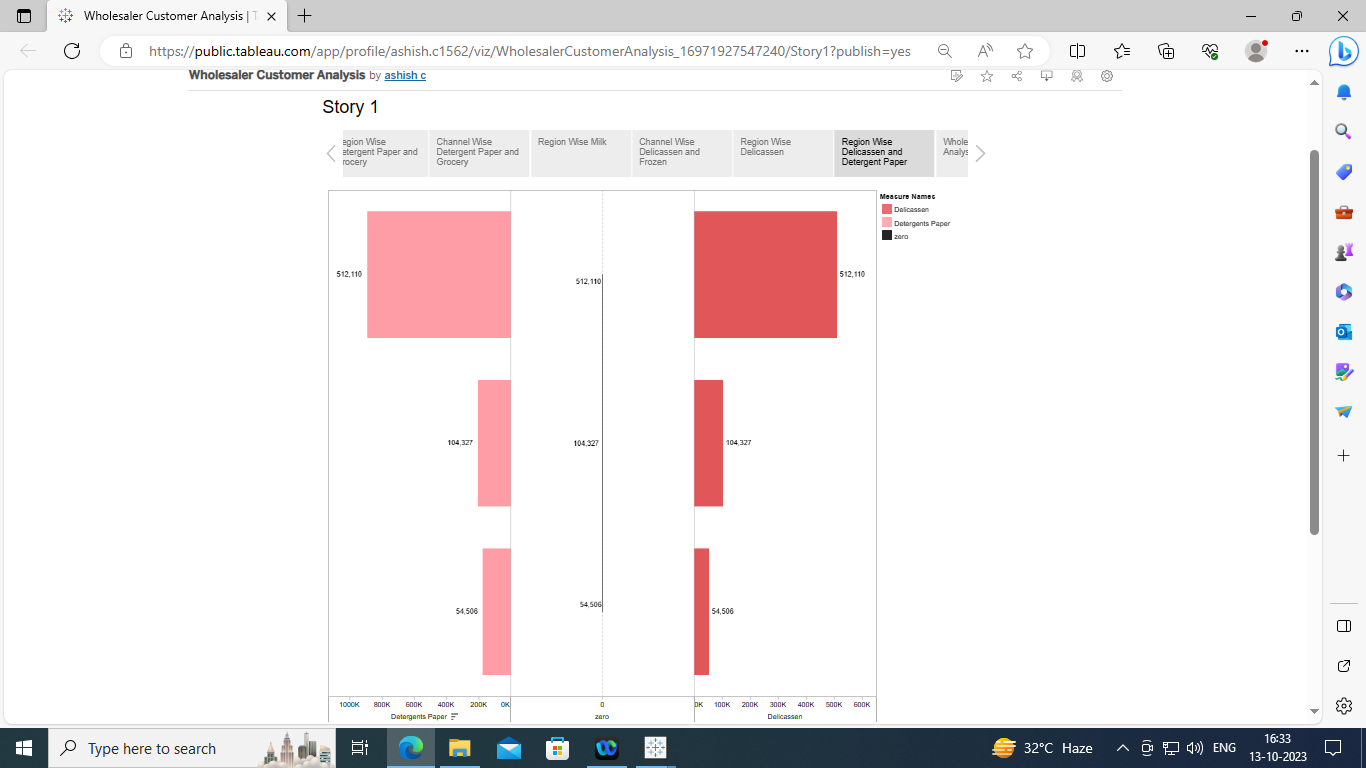 Wholesaler Customer Analysis | T
https://public.tableau.com/app/profile/ashish.c1562/viz/WholesalerCustomerAnalysis_16971927547240/Story1?publish=yes
Wholesaler Customer Analysis by ashish c
Story 1
egion Wise
etergent Paper and
rocery
Channel Wise
Detergent Paper and
Grocery
Region Wise Milk
Channel Wise
Delicassen and
Frozen
Region Wise
Delicassen
Region Wise
Delicassen and
Detergent Paper
Whole
Analys
Measure Names
Delicassen
Detergents Paper
zero
512,110
512,110
512,110
104,327
104,327
104,327
54,506
54,506
54,506
1000K 800K 600K 400K 200K 0K
0
0K 100K 200K 300K 400K 500K 600K
Detergents Paper
zero
Delicassen
Type here to search
32°C Haze
ENG
16:33
13-10-2023